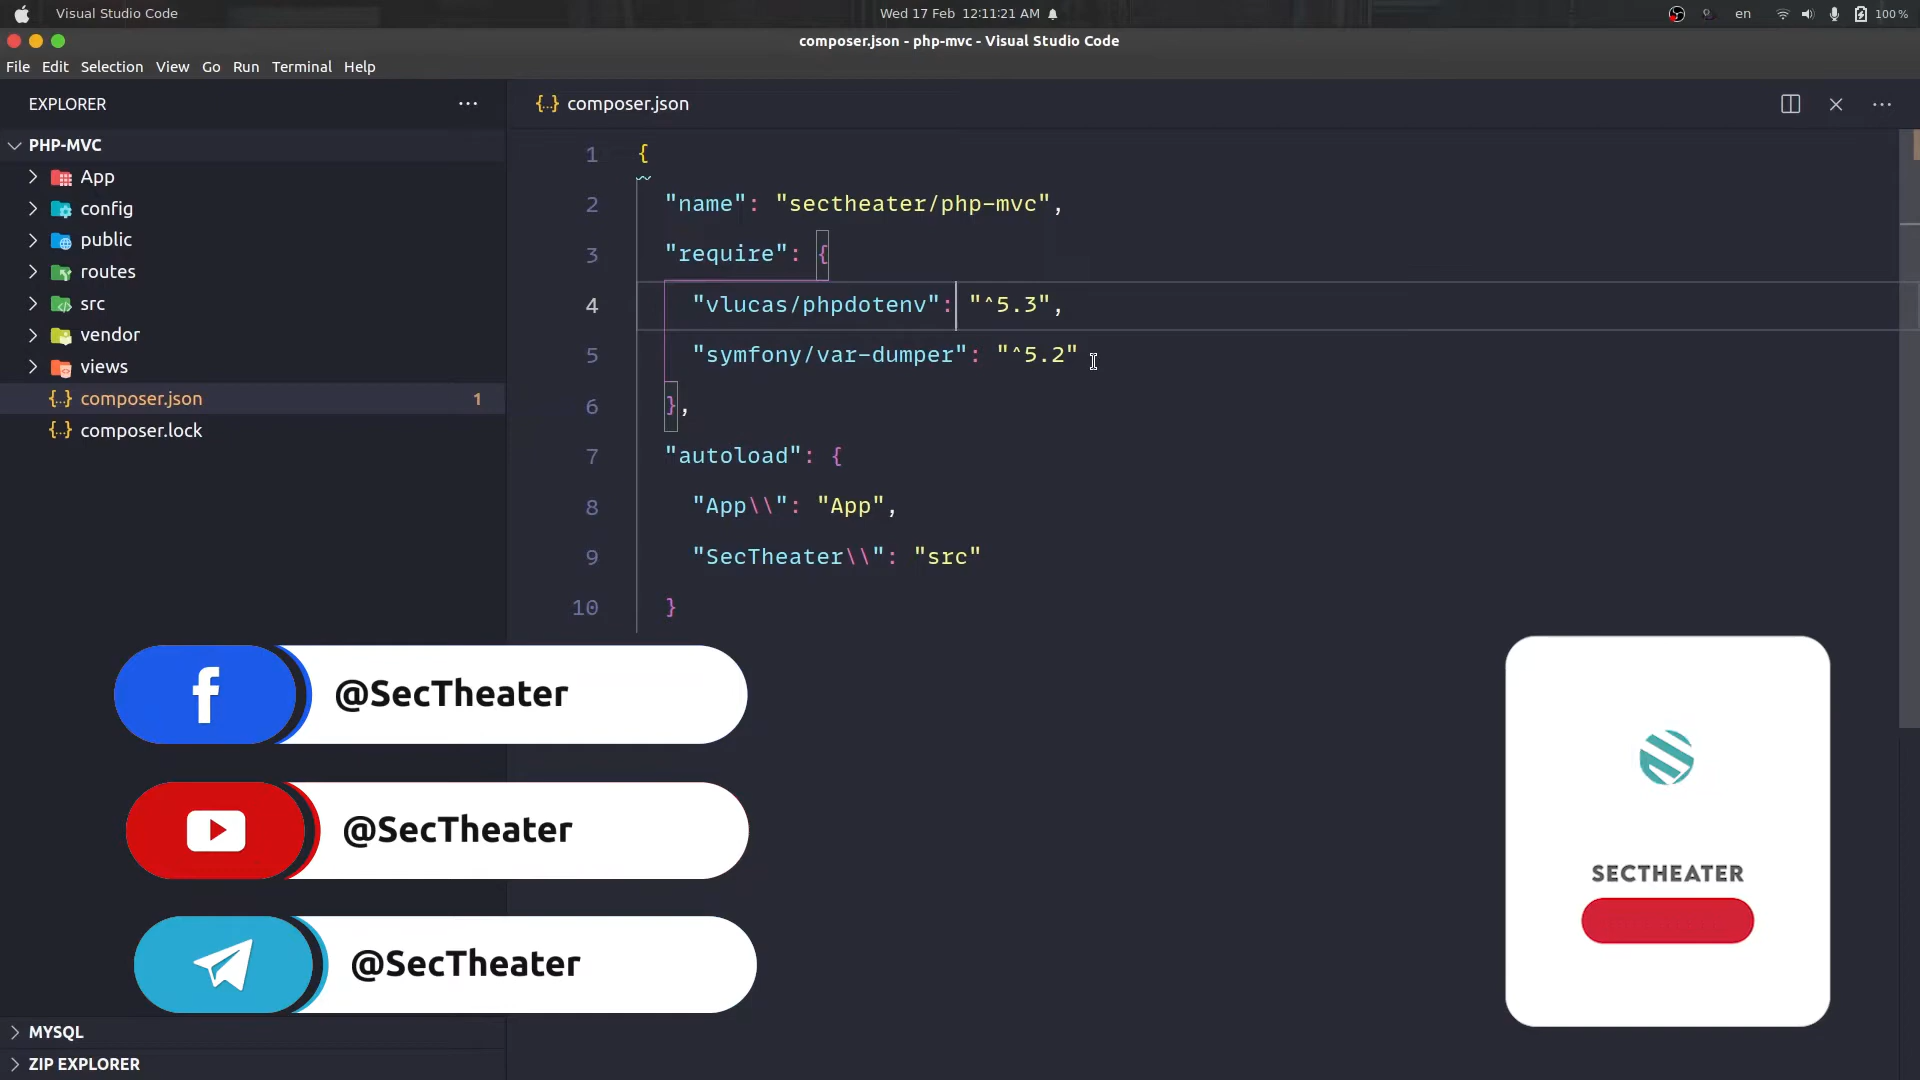 Visual Studio Code
Wed 17 Feb 12:11:21 AM
en
100 %
composer.json - php-mvc - Visual Studio Code
File Edit Selection View Go Run Terminal Help
EXPLORER
PHP-MVC
App
config
public
routes
src
vendor
views
composer.json 1
composer.lock
MYSQL
ZIP EXPLORER
composer.json
1 {
2 "name": "sectheater/php-mvc",
3 "require": {
4 "vlucas/phpdotenv": "^5.3",
5 "symfony/var-dumper": "^5.2"
6 },
7 "autoload": {
8 "App\\": "App",
9 "SecTheater\\": "src"
10 }
@SecTheater
@SecTheater
@SecTheater
SECTHEATER